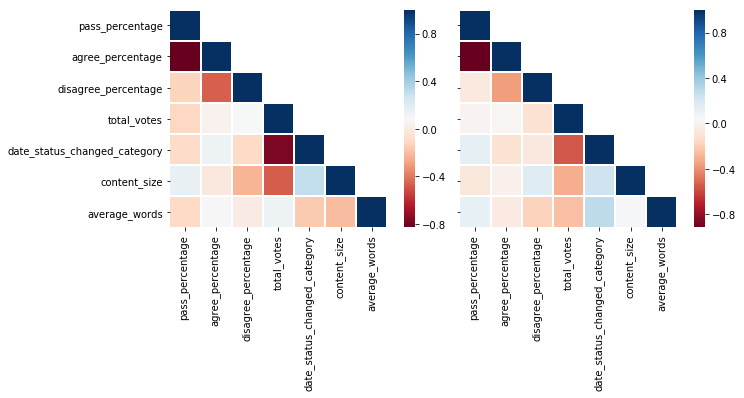 pass_percentage
agree_percentage
disagree_percentage
total_votes
date_status_changed_category
content_size
average_words
pass_percentage
agree_percentage
disagree_percentage
total_votes
date_status_changed_category
content_size
average_words
0.8
0.4
0.0
−0.4
−0.8
pass_percentage
agree_percentage
disagree_percentage
total_votes
date_status_changed_category
content_size
average_words
0.8
0.4
0.0
−0.4
−0.8